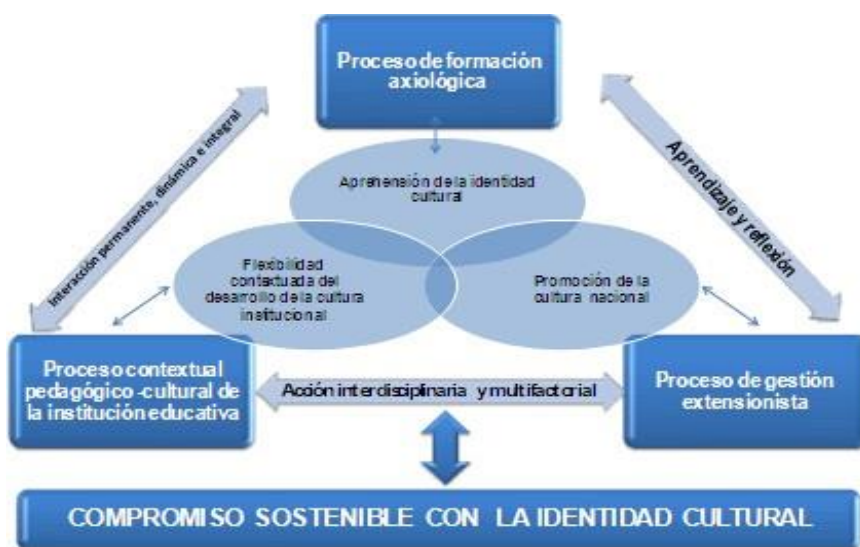 Proceso de formación
axiológica
Interacción permanente, dinámica e integral
Aprendizaje y reflexión
Aprehensión de la identidad
cultural
Flexibilidad
contextuada del
desarrollo de la cultura
institucional
Promoción de la
cultura nacional
Proceso contextual
pedagógico -cultural de
la institución educativa
Acción interdisciplinaria y multifactorial
Proceso de gestión
extensionista
COMPROMISO SOSTENIBLE CON LA IDENTIDAD CULTURAL